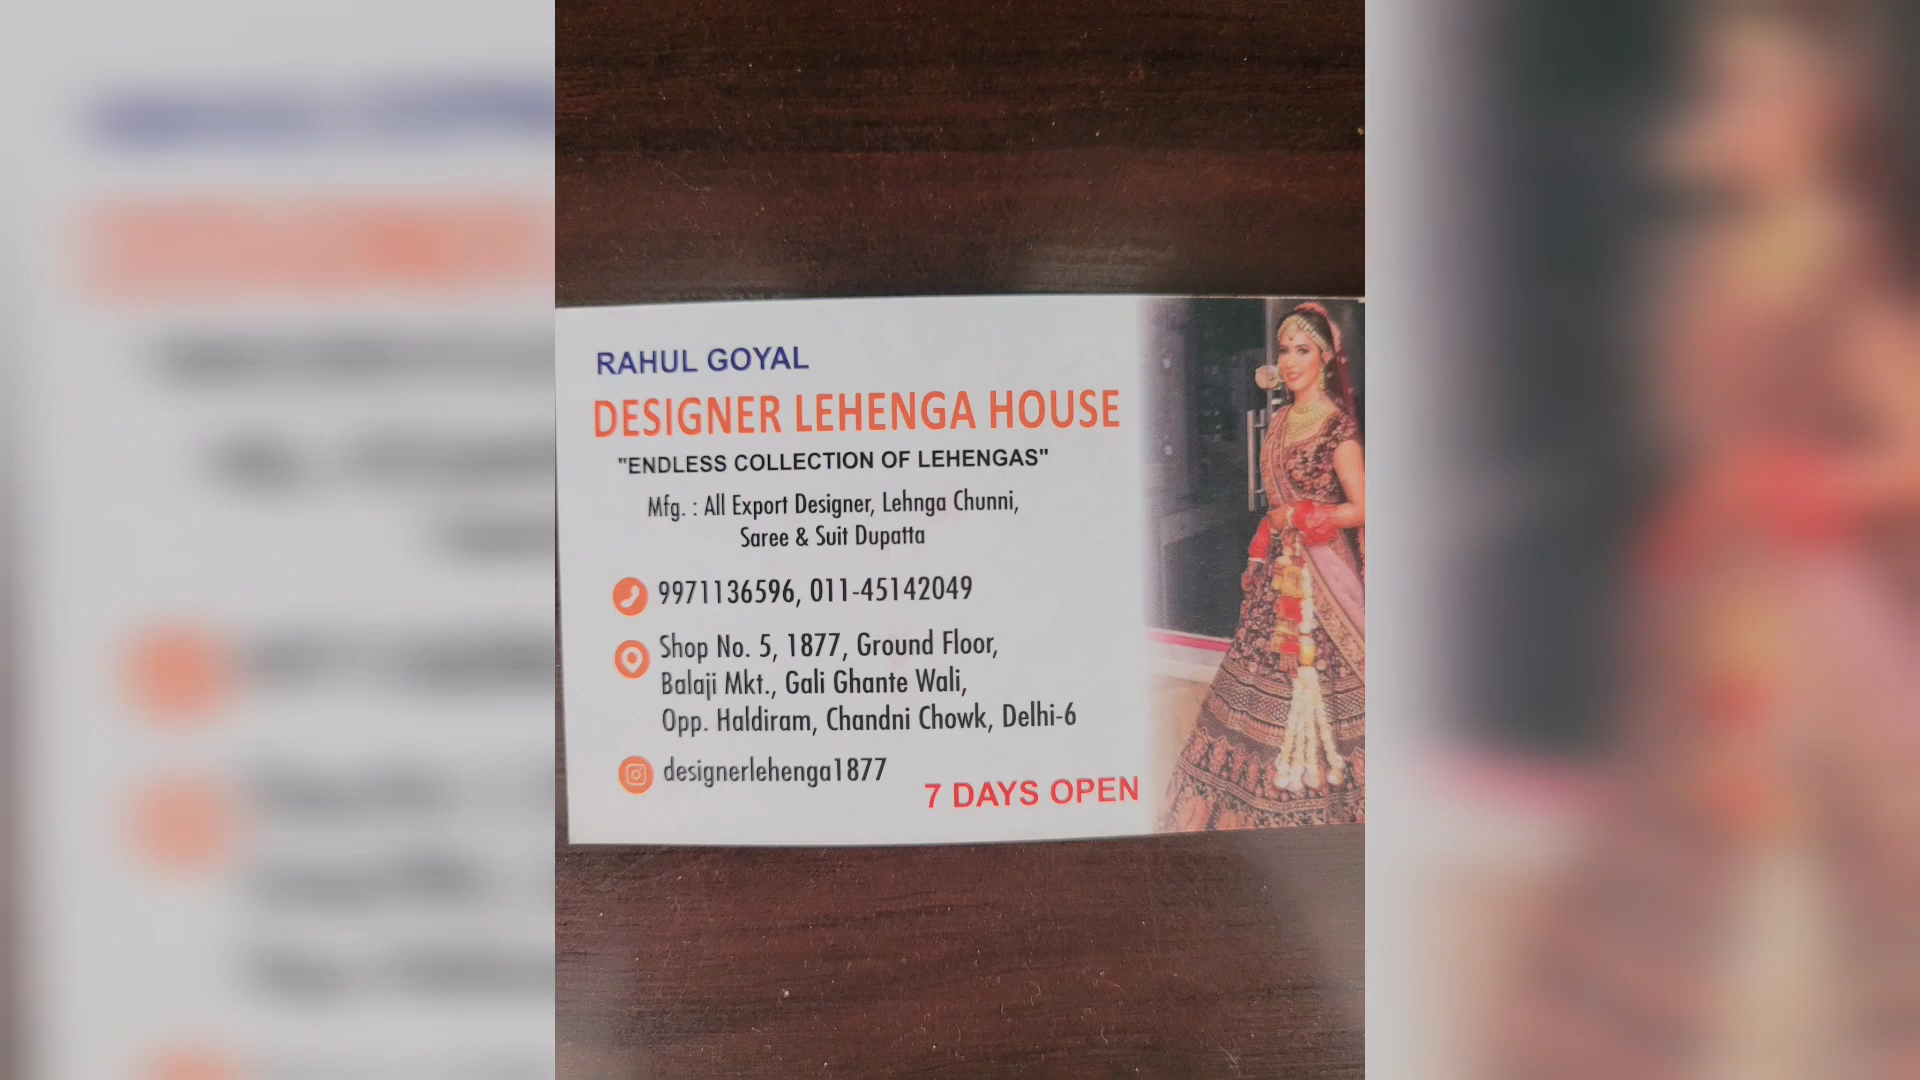 RAHUL GOYAL
DESIGNER LEHENGA HOUSE
"ENDLESS COLLECTION OF LEHENGAS"
Mfg. : All Export Designer, Lehnga Chunni,
Saree & Suit Dupatta
9971136596, 011-45142049
Shop No. 5, 1877, Ground Floor,
Balaji Mkt., Gali Ghante Wali,
Opp. Haldiram, Chandni Chowk, Delhi-6
designerlehenga1877
7 DAYS OPEN